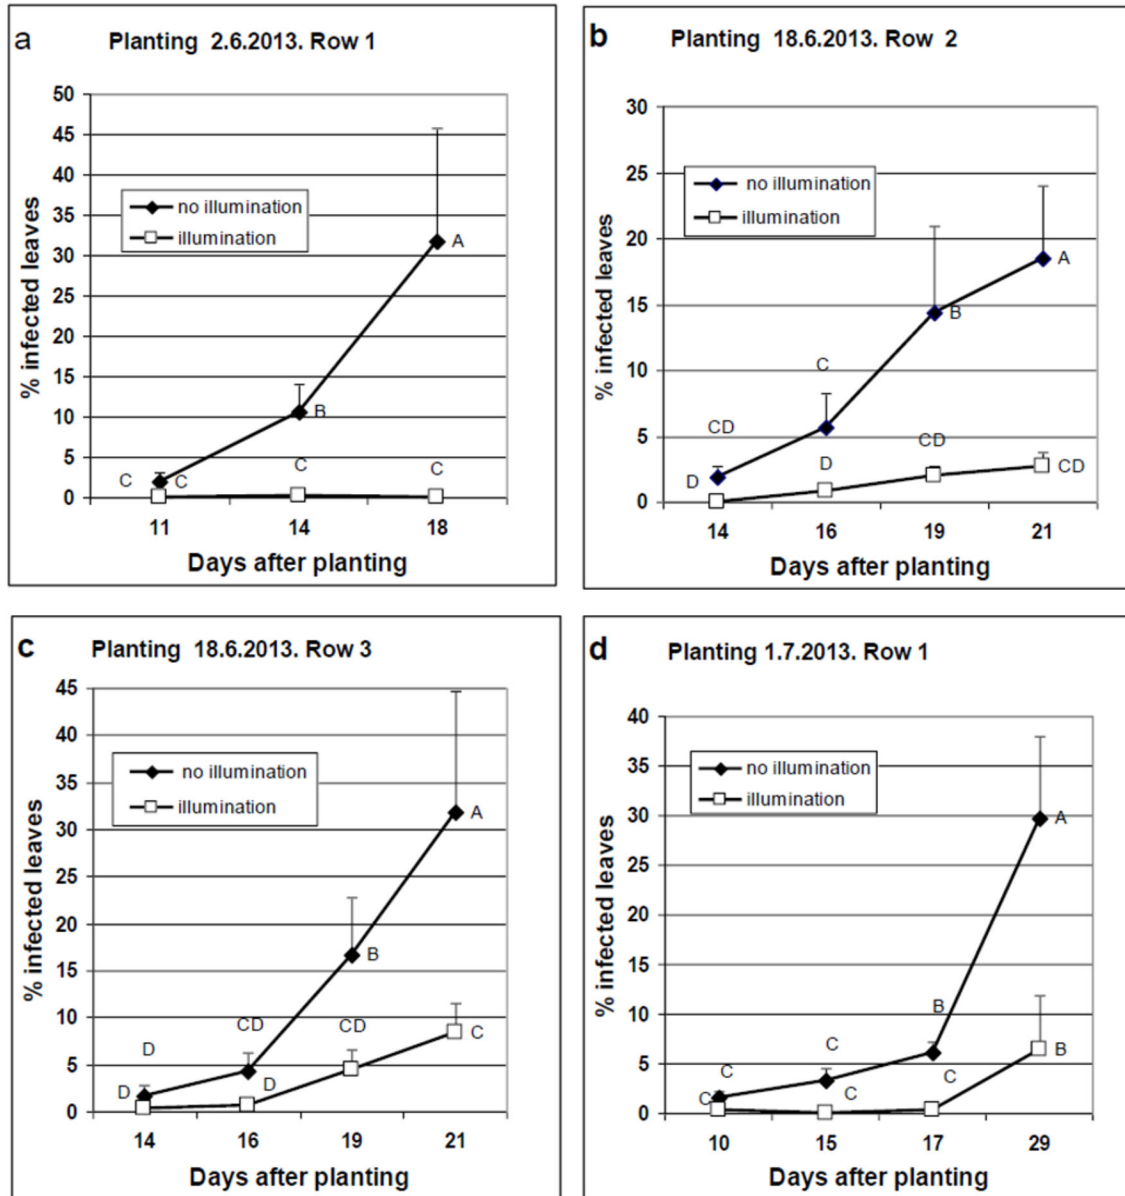 a Planting 2.6.2013. Row 1
50
45
40
35
30
25
20
15
10
5
0
% infected leaves
no illumination
illumination
A
B
C
C
C
C
11 14 18
Days after planting
b Planting 18.6.2013. Row 2
30
25
20
15
10
5
0
% infected leaves
no illumination
illumination
A
B
C
CD
CD
D
D
CD
14 16 19 21
Days after planting
c Planting 18.6.2013. Row 3
45
40
35
30
25
20
15
10
5
0
% infected leaves
no illumination
illumination
A
B
CD
CD
D
C
D
D
14 16 19 21
Days after planting
d Planting 1.7.2013. Row 1
40
35
30
25
20
15
10
5
0
% infected leaves
no illumination
illumination
A
B
C
C
C
B
C
C
10 15 17 29
Days after planting